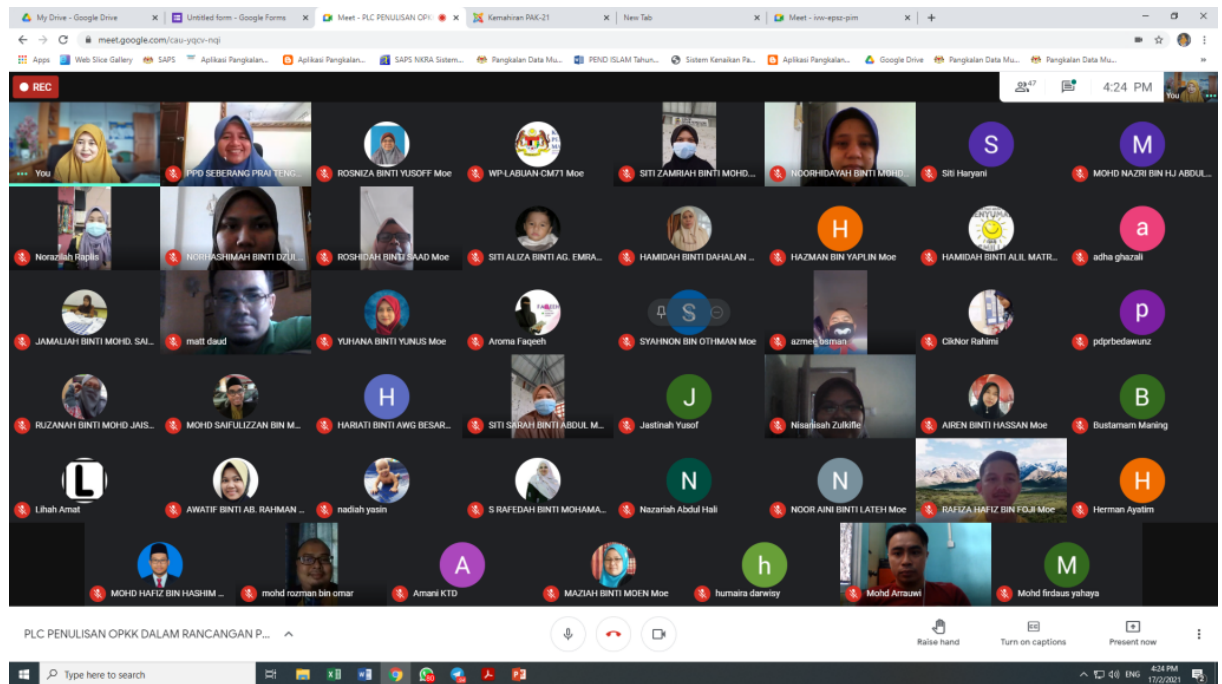 My Drive - Google Drive
Untitled form - Google Forms
Meet - PLC PENULISAN OPK
Kemahiran PAK-21
New Tab
Meet - ivw-epsz-pim
meet.google.com/cau-yqcv-nqi
Apps
Web Slice Gallery
SAPS
Aplikasi Pangkalan...
Aplikasi Pangkalan...
SAPS NKRA Sistem...
Pangkalan Data Mu...
PEND ISLAM Tahun...
Sistem Kenaikan Pa...
Aplikasi Pangkalan...
Google Drive
Pangkalan Data Mu...
Pangkalan Data Mu...
REC
47
4:24 PM
You
You
PPD SEBERANG PRAI TENG...
ROSNIZA BINTI YUSOFF Moe
WP-LABUAN-CM71 Moe
SITI ZAMRIAH BINTI MOHD...
NOORHIDAYAH BINTI MOHD...
S
Siti Haryani
M
MOHD NAZRI BIN HJ ABDUL...
Norazilah Raplis
NORHASHIMAH BINTI DZUL...
ROSHIDAH BINTI SAAD Moe
SITI ALIZA BINTI AG. EMRA...
HAMIDAH BINTI DAHALAN ...
H
HAZMAN BIN YAPLIN Moe
HAMIDAH BINTI ALIL MATR...
a
adha ghazali
JAMALIAH BINTI MOHD. SAI...
matt daud
YUHANA BINTI YUNUS Moe
Aroma Faqeeh
S
SYAHNON BIN OTHMAN Moe
azmee osman
CikNor Rahimi
p
pdprbedawunz
RUZANAH BINTI MOHD JAIS...
MOHD SAIFULIZZAN BIN M...
H
HARIATI BINTI AWG BESAR...
SITI SARAH BINTI ABDUL M...
J
Jastinah Yusof
Nisanisah Zulkifle
AIREN BINTI HASSAN Moe
B
Bustamam Maning
L
Lihah Amat
AWATIF BINTI AB. RAHMAN ...
nadiah yasin
S RAFEDAH BINTI MOHAMA...
N
Nazariah Abdul Hali
N
NOOR AINI BINTI LATEH Moe
RAFIZA HAFIZ BIN FOJI Moe
H
Herman Ayatim
MOHD HAFIZ BIN HASHIM ...
mohd rozman bin omar
A
Amani KTD
MAZIAH BINTI MOEN Moe
h
humaira darwisy
Mohd Arrauwi
M
Mohd firdaus yahaya
PLC PENULISAN OPKK DALAM RANCANGAN P...
Raise hand
Turn on captions
Present now
Type here to search
ENG
4:24 PM
17/2/2021